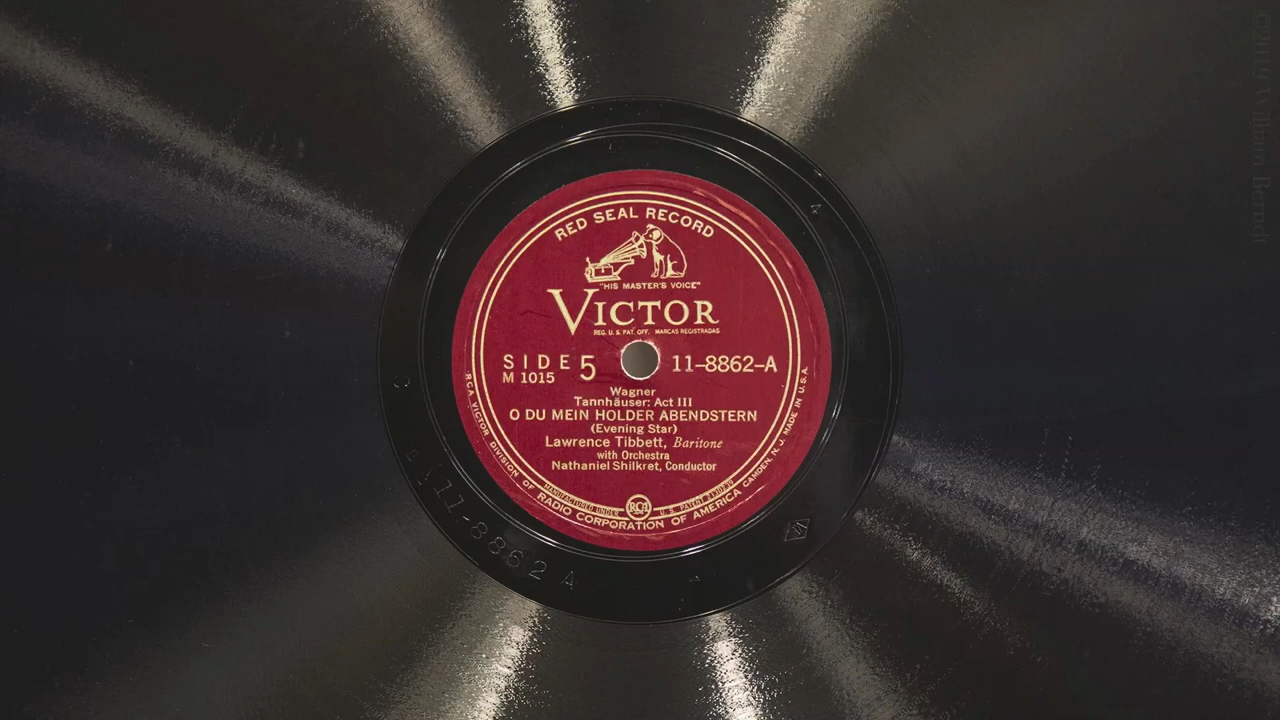 RED SEAL RECORD
"HIS MASTER'S VOICE"
VICTOR
REG. U. S. PAT. OFF. MARCAS REGISTRADAS
SIDE 5
M 1015
11–8862–A
Wagner
Tannhäuser: Act III
O DU MEIN HOLDER ABENDSTERN
(Evening Star)
Lawrence Tibbett, Baritone
with Orchestra
Nathaniel Shilkret, Conductor
MANUFACTURED UNDER
RCA
U. S. PATENT
RCA VICTOR DIVISION OF RADIO CORPORATION OF AMERICA CAMDEN, N. J. MADE IN U.S.A.
11-8862 A
4